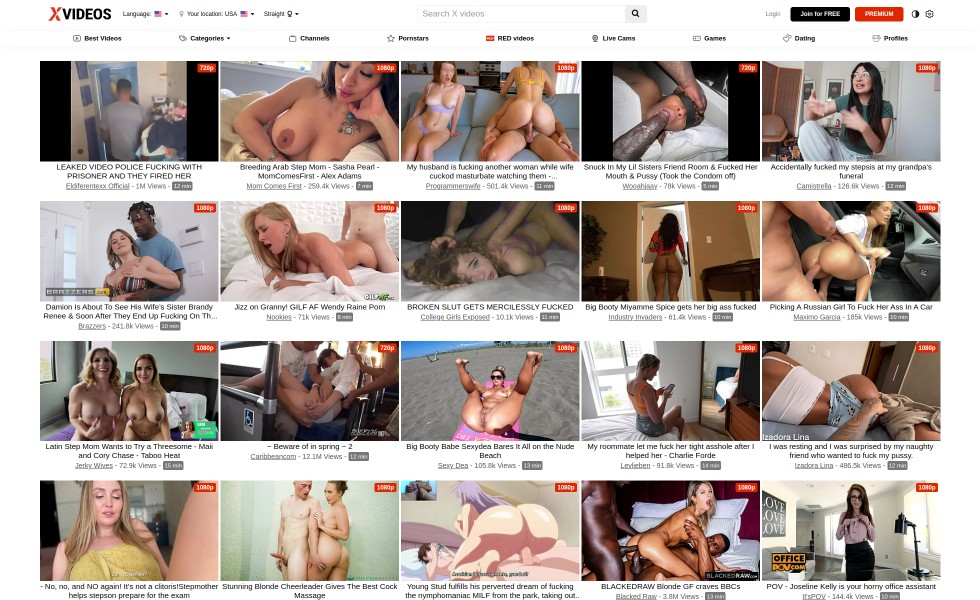 XVIDEOS
Language:
Your location: USA
Straight
Search X videos
Login
Join for FREE
PREMIUM
Best Videos
Categories
Channels
Pornstars
RED videos
Live Cams
Games
Dating
Profiles
720p
1080p
1080p
720p
1080p
LEAKED VIDEO POLICE FUCKING WITH
PRISONER AND THEY FIRED HER
Eldiferentexx Official - 1M Views - 12 min
Breeding Arab Step Mom - Sasha Pearl -
MomComesFirst - Alex Adams
Mom Comes First - 259.4k Views - 7 min
My husband is fucking another woman while wife
cuckod masturbate watching them -...
Programmerswife - 501.4k Views - 11 min
Snuck In My Lil Sisters Friend Room & Fucked Her
Mouth & Pussy (Took the Condom off)
Wooahjaay - 78k Views - 5 min
Accidentally fucked my stepsis at my grandpa's
funeral
Camistrella - 126.6k Views - 12 min
1080p
1080p
1080p
1080p
BRAZZERS
Damion Is About To See His Wife's Sister Brandy
Renee & Soon After They End Up Fucking On Th...
Brazzers - 241.8k Views - 10 min
Jizz on Granny! GILF AF Wendy Raine Porn
Nookies - 71k Views - 8 min
BROKEN SLUT GETS MERCILESSLY FUCKED
College Girls Exposed - 10.1k Views - 11 min
Big Booty Miyamme Spice gets her big ass fucked
Industry Invaders - 61.4k Views - 10 min
Picking A Russian Girl To Fuck Her Ass In A Car
Maximo Garcia - 185k Views - 10 min
1080p
720p
1080p
1080p
1080p
Izadora Lina
Latin Step Mom Wants to Try a Threesome - Maii
and Cory Chase - Taboo Heat
Jerky Wives - 72.9k Views - 15 min
~ Beware of in spring ~ 2
Caribbeancom - 12.1M Views - 12 min
Big Booty Babe Sexydea Bares It All on the Nude
Beach
Sexy Dea - 105.8k Views - 13 min
My roommate let me fuck her tight asshole after I
helped her - Charlie Forde
Levieben - 91.8k Views - 14 min
I was resting and I was surprised by my naughty
friend who wanted to fuck my pussy.
Izadora Lina - 486.5k Views - 12 min
1080p
1080p
1080p
1080p
1080p
BLACKEDRAW
LOVE
LOVE
LOVE
OFFICE
POV.COM
- No, no, and NO again! It's not a clitoris!Stepmother
helps stepson prepare for the exam
Stunning Blonde Cheerleader Gives The Best Cock
Massage
Young Stud fulfills his perverted dream of fucking
the nymphomaniac MILF from the park, taking out..
BLACKEDRAW Blonde GF craves BBCs
Blacked Raw - 3.8M Views - 13 min
POV - Joseline Kelly is your horny office assistant
It'sPOV - 144.4k Views - 10 min